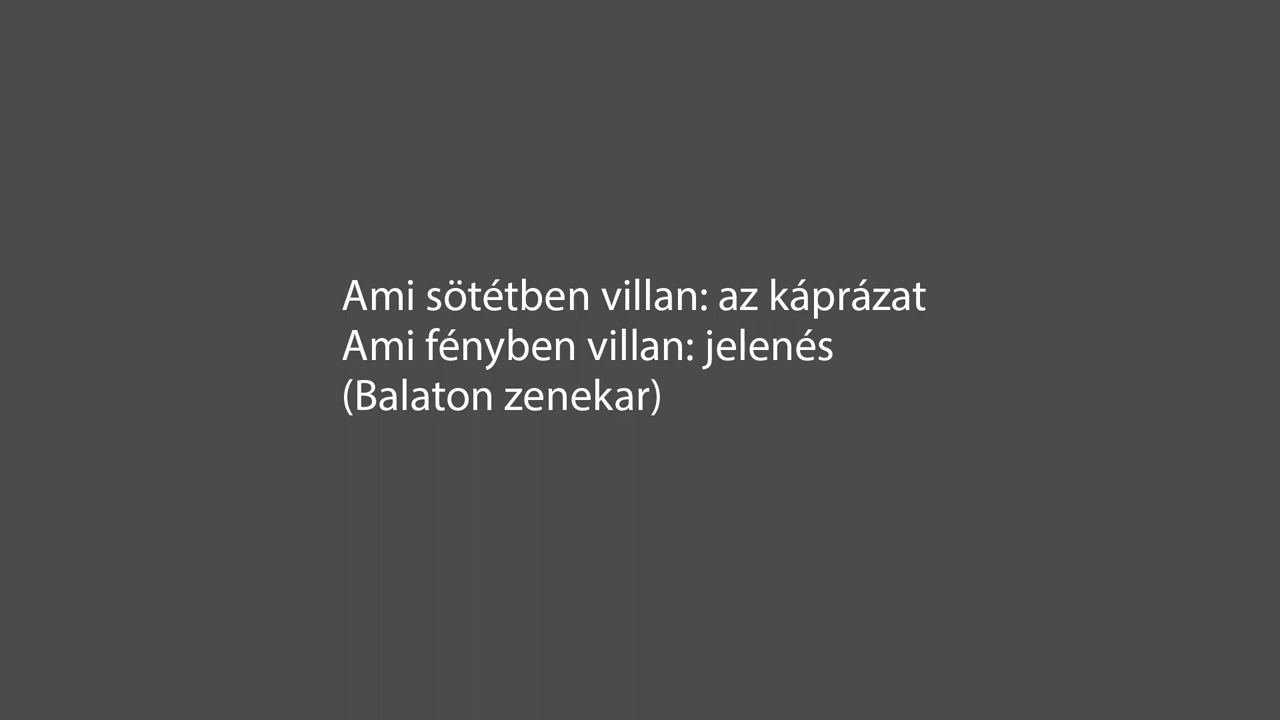 Ami sötétben villan: az káprázat
Ami fényben villan: jelenés
(Balaton zenekar)